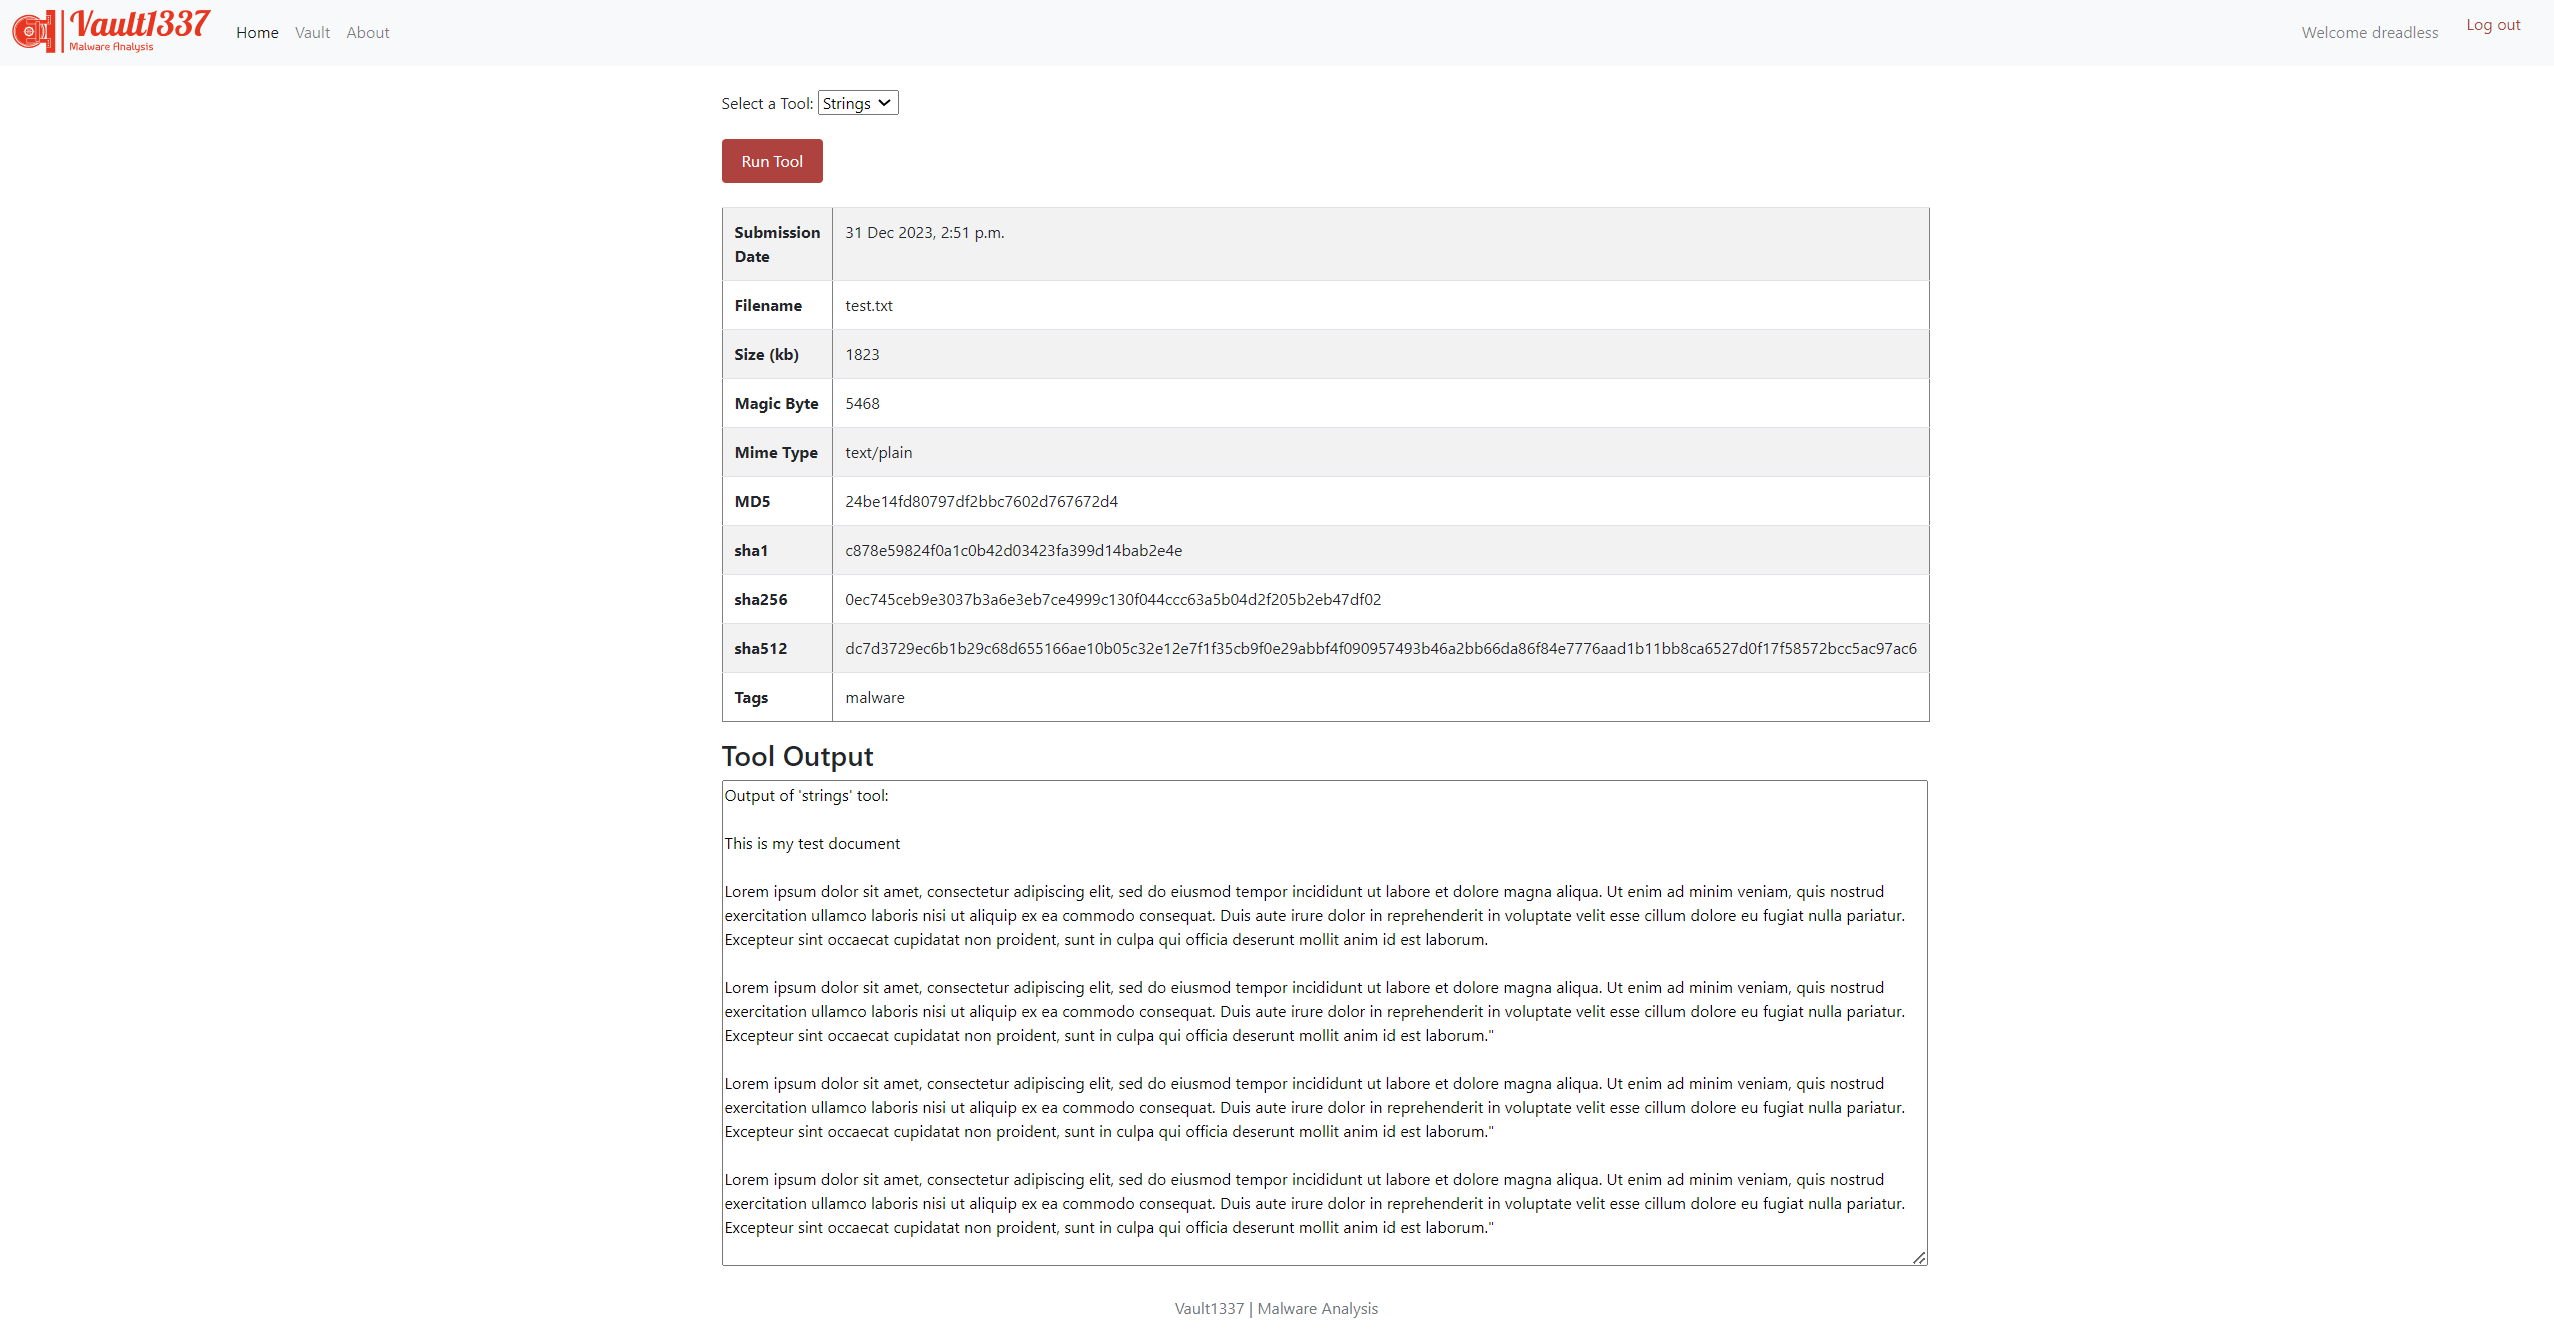 Vault1337
Malware Analysis
Home Vault About
Welcome dreadless
Log out
Select a Tool: Strings
Run Tool
Submission Date 31 Dec 2023, 2:51 p.m.
Filename test.txt
Size (kb) 1823
Magic Byte 5468
Mime Type text/plain
MD5 24be14fd80797df2bbc7602d767672d4
sha1 c878e59824f0a1c0b42d03423fa399d14bab2e4e
sha256 0ec745ceb9e3037b3a6e3eb7ce4999c130f044ccc63a5b04d2f205b2eb47df02
sha512 dc7d3729ec6b1b29c68d655166ae10b05c32e12e7f1f35cb9f0e29abbf4f090957493b46a2bb66da86f84e7776aad1b11bb8ca6527d0f17f58572bcc5ac97ac6
Tags malware
Tool Output
Output of 'strings' tool:
This is my test document
Lorem ipsum dolor sit amet, consectetur adipiscing elit, sed do eiusmod tempor incididunt ut labore et dolore magna aliqua. Ut enim ad minim veniam, quis nostrud
exercitation ullamco laboris nisi ut aliquip ex ea commodo consequat. Duis aute irure dolor in reprehenderit in voluptate velit esse cillum dolore eu fugiat nulla pariatur.
Excepteur sint occaecat cupidatat non proident, sunt in culpa qui officia deserunt mollit anim id est laborum.
Lorem ipsum dolor sit amet, consectetur adipiscing elit, sed do eiusmod tempor incididunt ut labore et dolore magna aliqua. Ut enim ad minim veniam, quis nostrud
exercitation ullamco laboris nisi ut aliquip ex ea commodo consequat. Duis aute irure dolor in reprehenderit in voluptate velit esse cillum dolore eu fugiat nulla pariatur.
Excepteur sint occaecat cupidatat non proident, sunt in culpa qui officia deserunt mollit anim id est laborum."
Lorem ipsum dolor sit amet, consectetur adipiscing elit, sed do eiusmod tempor incididunt ut labore et dolore magna aliqua. Ut enim ad minim veniam, quis nostrud
exercitation ullamco laboris nisi ut aliquip ex ea commodo consequat. Duis aute irure dolor in reprehenderit in voluptate velit esse cillum dolore eu fugiat nulla pariatur.
Excepteur sint occaecat cupidatat non proident, sunt in culpa qui officia deserunt mollit anim id est laborum."
Lorem ipsum dolor sit amet, consectetur adipiscing elit, sed do eiusmod tempor incididunt ut labore et dolore magna aliqua. Ut enim ad minim veniam, quis nostrud
exercitation ullamco laboris nisi ut aliquip ex ea commodo consequat. Duis aute irure dolor in reprehenderit in voluptate velit esse cillum dolore eu fugiat nulla pariatur.
Excepteur sint occaecat cupidatat non proident, sunt in culpa qui officia deserunt mollit anim id est laborum."
Vault1337 | Malware Analysis